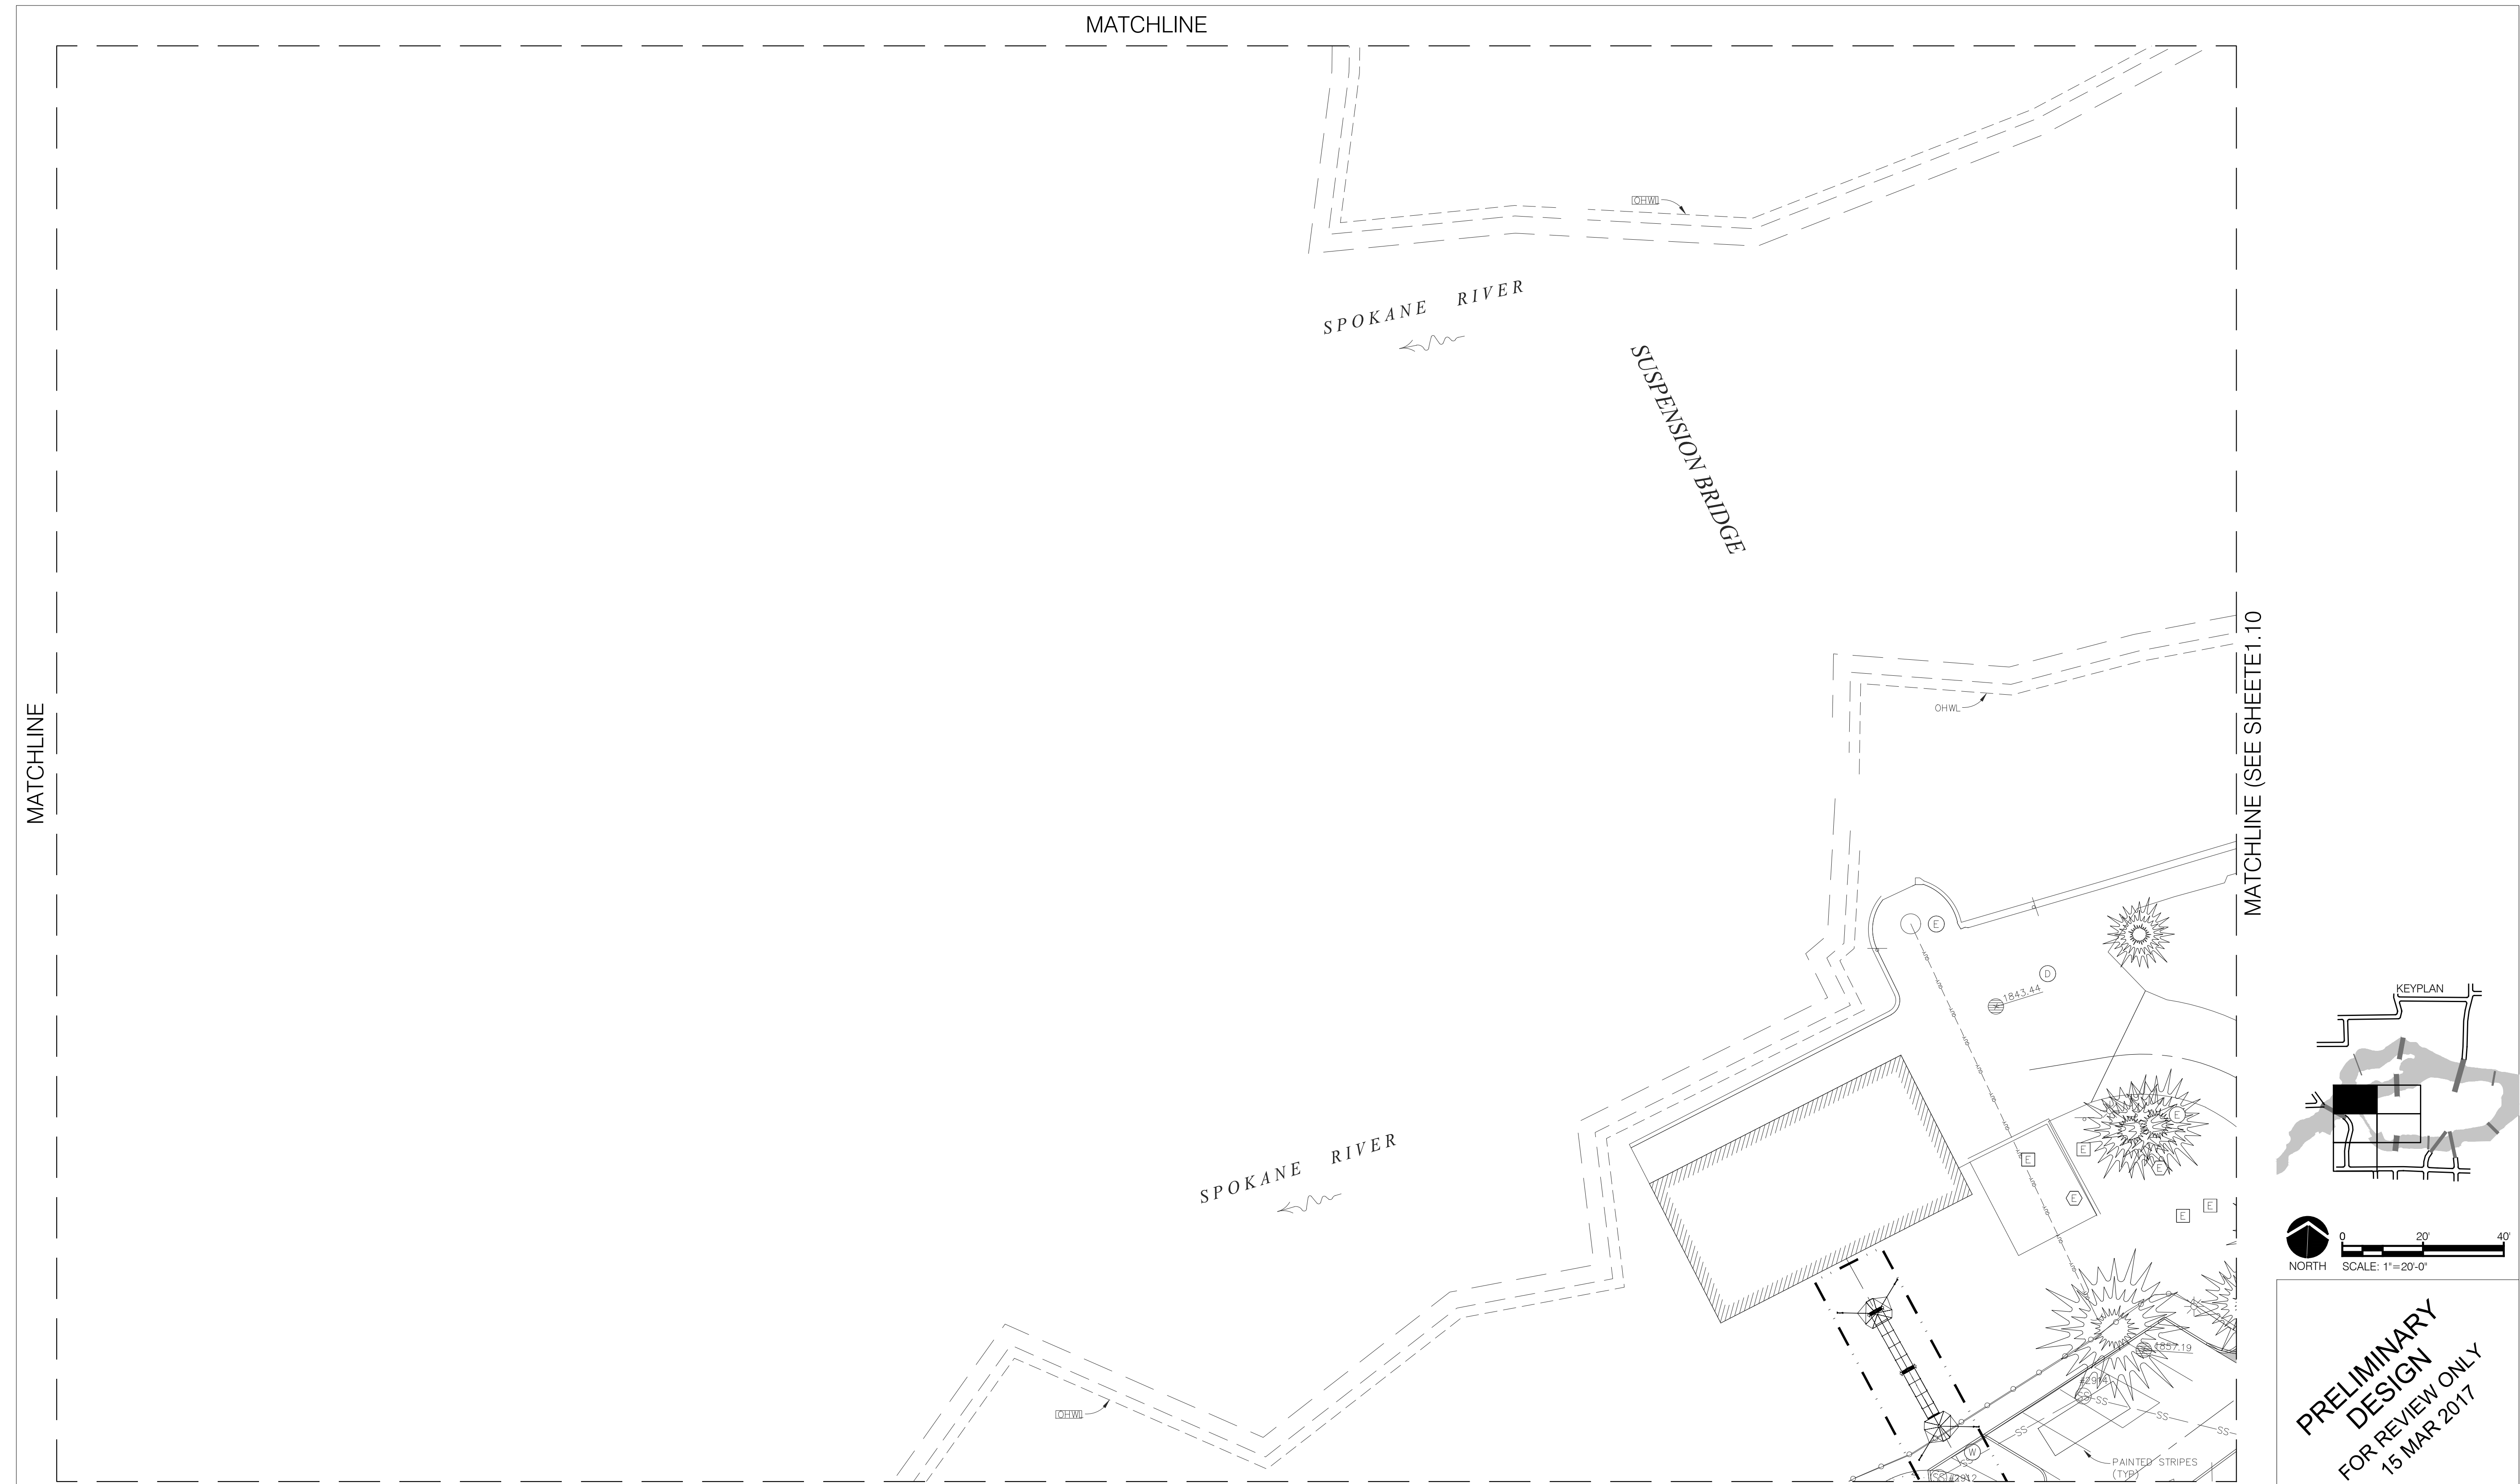 MATCHLINE
OHWL
SPOKANE RIVER
SUSPENSION BRIDGE
MATCHLINE (SEE SHEETE1.10
MATCHLINE
OHWL
E
D
1843.44
KEYPLAN
E
E
E
E
E
E
E
SPOKANE RIVER
0 20' 40'
NORTH SCALE: 1"=20'-0"
1857.19
PRELIMINARY
DESIGN
FOR REVIEW ONLY
15 MAR 2017
OHWL
SS
SS
SS
SS
W
PAINTED STRIPES
(TYP)